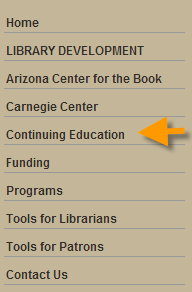 Home
LIBRARY DEVELOPMENT
Arizona Center for the Book
Carnegie Center
Continuing Education
Funding
Programs
Tools for Librarians
Tools for Patrons
Contact Us